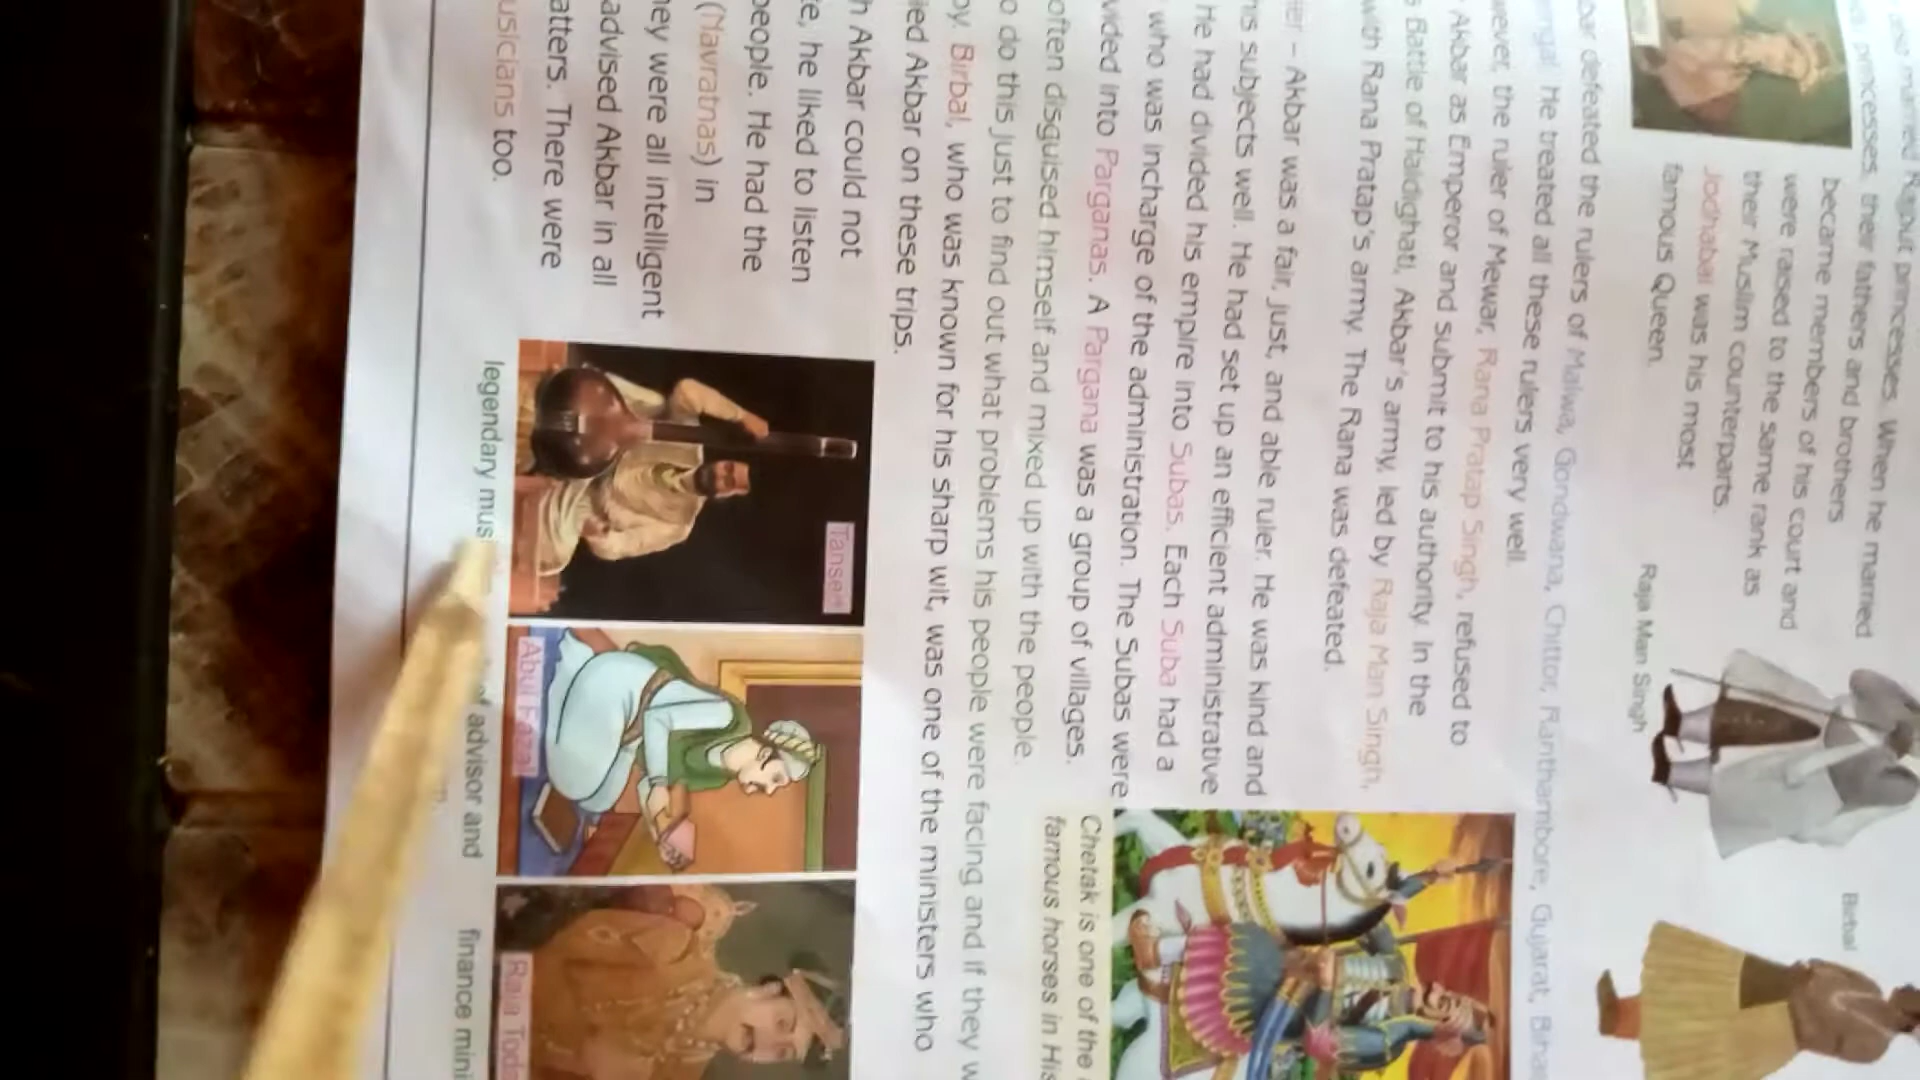 princesses. When he married
princesses, their fathers and brothers
became members of his court and
were raised to the same rank as
their Muslim counterparts.
Jodhabai was his most
famous Queen.
Raja Man Singh
Birbal
defeated the rulers of Malwa, Gondwana, Chittor, Ranthambore, Gujarat,
He treated all these rulers very well.
the ruler of Mewar, Rana Pratap Singh, refused to
Akbar as Emperor and submit to his authority. In the
Battle of Haldighati, Akbar's army, led by Raja Man Singh,
with Rana Pratap's army. The Rana was defeated.
– Akbar was a fair, just, and able ruler. He was kind and
subjects well. He had set up an efficient administrative
He had divided his empire into Subas. Each Suba had a
who was incharge of the administration. The Subas were
vided into Parganas. A Pargana was a group of villages.
often disguised himself and mixed up with the people.
o do this just to find out what problems his people were facing and if they w
by. Birbal, who was known for his sharp wit, was one of the ministers who
ied Akbar on these trips.
Chetak is one of the
famous horses in His
h Akbar could not
te, he liked to listen
people. He had the
(Navratnas) in
hey were all intelligent
advised Akbar in all
atters. There were
usicians too.
Tansen
Abul Fazal
Raja Toda
legendary mus
advisor and
finance mini